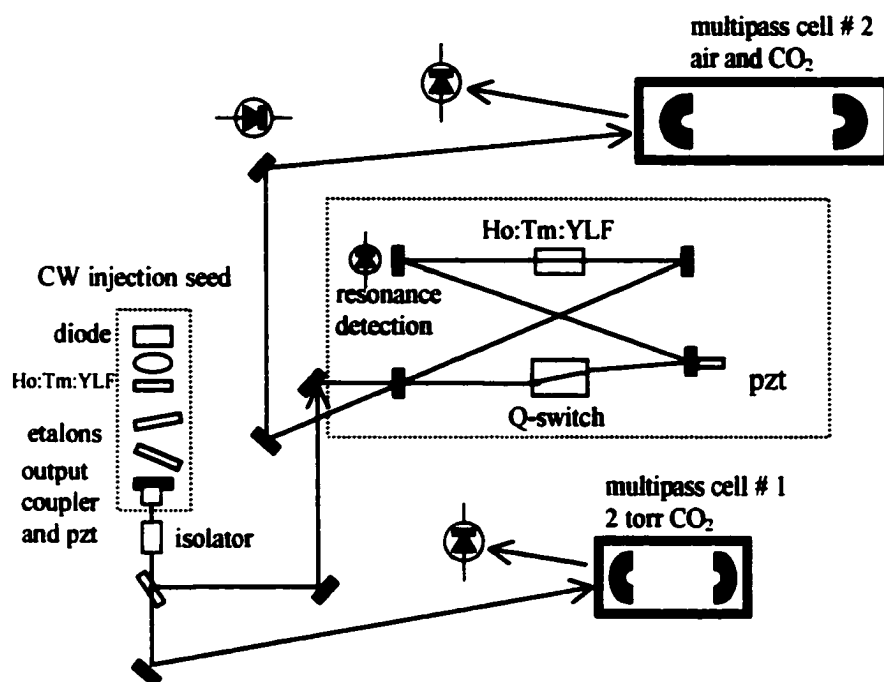 multipass cell # 2
air and CO₂
Ho:Tm:YLF
CW injection seed
resonance
detection
diode
Ho:Tm:YLF
pzt
Q-switch
etalons
output
coupler
and pzt
isolator
multipass cell # 1
2 torr CO₂